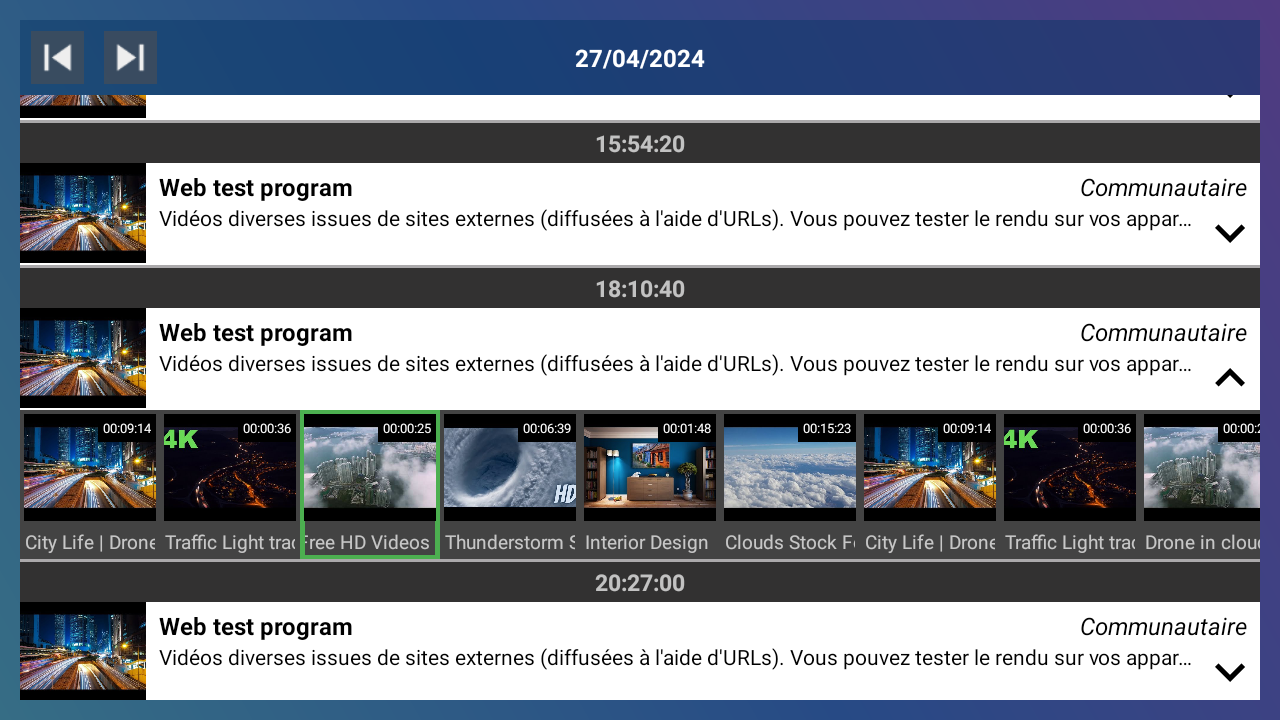 27/04/2024
15:54:20
Web test program
Communautaire
Vidéos diverses issues de sites externes (diffusées à l'aide d'URLs). Vous pouvez tester le rendu sur vos appar...
18:10:40
Web test program
Communautaire
Vidéos diverses issues de sites externes (diffusées à l'aide d'URLs). Vous pouvez tester le rendu sur vos appar...
00:09:14
4K 00:00:36
00:00:25
00:06:39
HD
00:01:48
00:15:23
00:09:14
4K 00:00:36
00:00:2
City Life | Drone
Traffic Light trac
Free HD Videos
Thunderstorm S
Interior Design
Clouds Stock Fo
City Life | Drone
Traffic Light trac
Drone in clou
20:27:00
Web test program
Communautaire
Vidéos diverses issues de sites externes (diffusées à l'aide d'URLs). Vous pouvez tester le rendu sur vos appar...